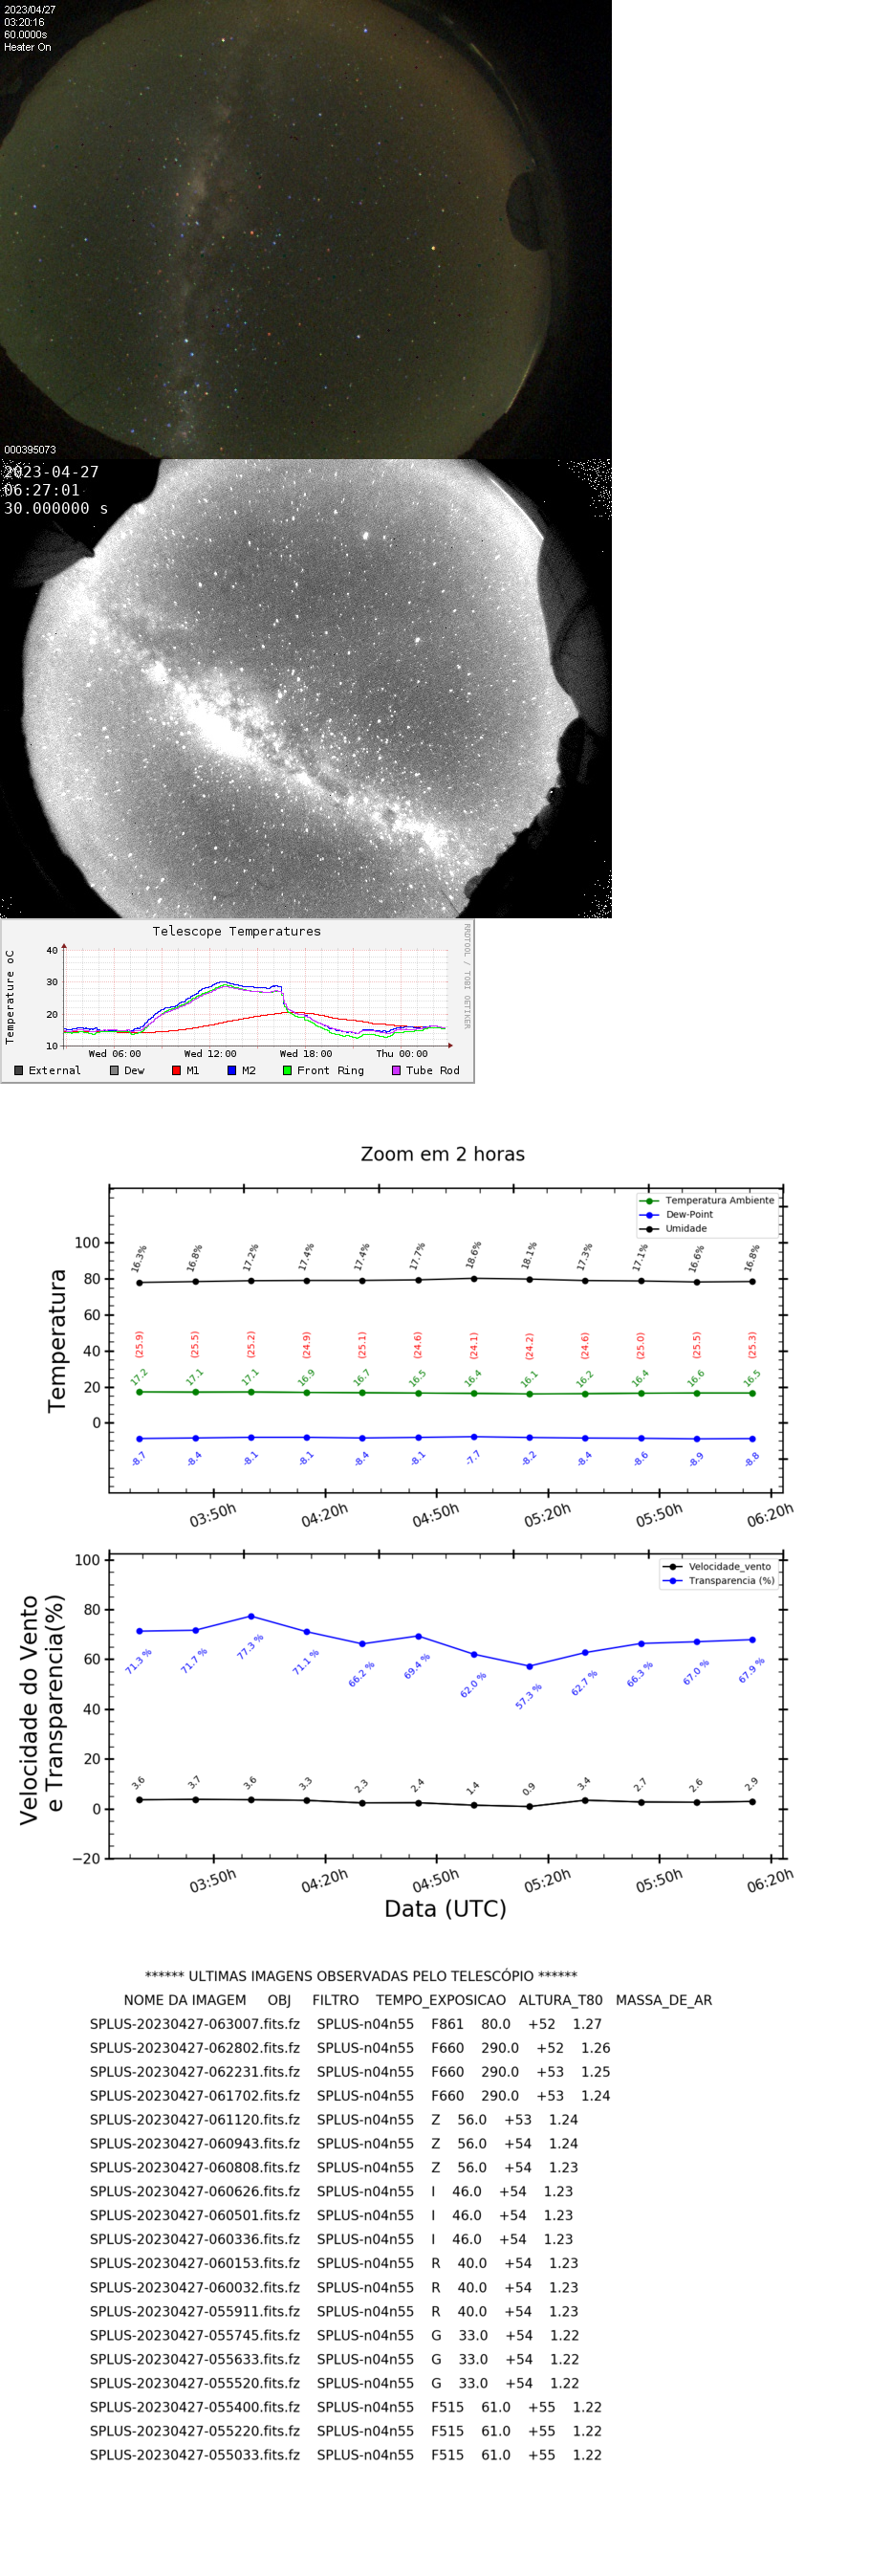 2023/04/27
03:20:16
60.0000s
Heater On
000395073
2023-04-27
06:27:01
30.000000 s
Telescope Temperatures
RRDTOOL / TOBI OETIKER
Temperature oC
40
30
20
10
Wed 06:00 Wed 12:00 Wed 18:00 Thu 00:00
External Dew M1 M2 Front Ring Tube Rod
Zoom em 2 horas
Temperatura Ambiente
Dew-Point
Umidade
Temperatura
100
80
60
40
20
0
16.3% 16.8% 17.2% 17.4% 17.4% 17.7% 18.6% 18.1% 17.3% 17.1% 16.6% 16.8%
(25.9) (25.5) (25.2) (24.9) (25.1) (24.6) (24.1) (24.2) (24.6) (25.0) (25.5) (25.3)
17.2 17.1 17.1 16.9 16.7 16.5 16.4 16.1 16.2 16.4 16.6 16.5
-8.7 -8.4 -8.1 -8.1 -8.4 -8.1 -7.7 -8.2 -8.4 -8.6 -8.9 -8.8
03:50h 04:20h 04:50h 05:20h 05:50h 06:20h
Velocidade_vento
Transparencia (%)
Velocidade do Vento
e Transparencia(%)
100
80
60
40
20
0
−20
71.3 % 71.7 % 77.3 % 71.1 % 66.2 % 69.4 % 62.0 % 57.3 % 62.7 % 66.3 % 67.0 % 67.9 %
3.6 3.7 3.6 3.3 2.3 2.4 1.4 0.9 3.4 2.7 2.6 2.9
03:50h 04:20h 04:50h 05:20h 05:50h 06:20h
Data (UTC)
****** ULTIMAS IMAGENS OBSERVADAS PELO TELESCÓPIO ******
NOME DA IMAGEM OBJ FILTRO TEMPO_EXPOSICAO ALTURA_T80 MASSA_DE_AR
SPLUS-20230427-063007.fits.fz SPLUS-n04n55 F861 80.0 +52 1.27
SPLUS-20230427-062802.fits.fz SPLUS-n04n55 F660 290.0 +52 1.26
SPLUS-20230427-062231.fits.fz SPLUS-n04n55 F660 290.0 +53 1.25
SPLUS-20230427-061702.fits.fz SPLUS-n04n55 F660 290.0 +53 1.24
SPLUS-20230427-061120.fits.fz SPLUS-n04n55 Z 56.0 +53 1.24
SPLUS-20230427-060943.fits.fz SPLUS-n04n55 Z 56.0 +54 1.24
SPLUS-20230427-060808.fits.fz SPLUS-n04n55 Z 56.0 +54 1.23
SPLUS-20230427-060626.fits.fz SPLUS-n04n55 I 46.0 +54 1.23
SPLUS-20230427-060501.fits.fz SPLUS-n04n55 I 46.0 +54 1.23
SPLUS-20230427-060336.fits.fz SPLUS-n04n55 I 46.0 +54 1.23
SPLUS-20230427-060153.fits.fz SPLUS-n04n55 R 40.0 +54 1.23
SPLUS-20230427-060032.fits.fz SPLUS-n04n55 R 40.0 +54 1.23
SPLUS-20230427-055911.fits.fz SPLUS-n04n55 R 40.0 +54 1.23
SPLUS-20230427-055745.fits.fz SPLUS-n04n55 G 33.0 +54 1.22
SPLUS-20230427-055633.fits.fz SPLUS-n04n55 G 33.0 +54 1.22
SPLUS-20230427-055520.fits.fz SPLUS-n04n55 G 33.0 +54 1.22
SPLUS-20230427-055400.fits.fz SPLUS-n04n55 F515 61.0 +55 1.22
SPLUS-20230427-055220.fits.fz SPLUS-n04n55 F515 61.0 +55 1.22
SPLUS-20230427-055033.fits.fz SPLUS-n04n55 F515 61.0 +55 1.22